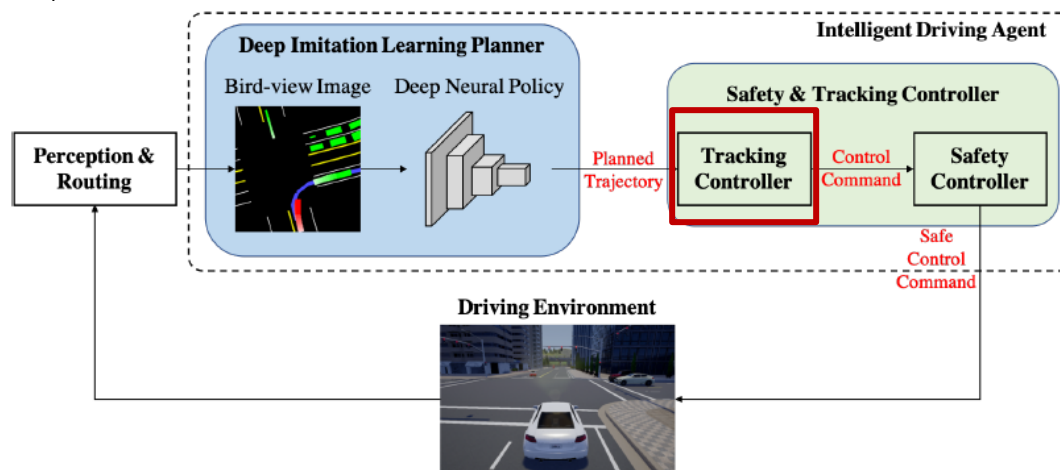 Intelligent Driving Agent
Deep Imitation Learning Planner
Bird-view Image
Deep Neural Policy
Safety & Tracking Controller
Perception &
Routing
Planned
Trajectory
Tracking
Controller
Control
Command
Safety
Controller
Safe
Control
Command
Driving Environment